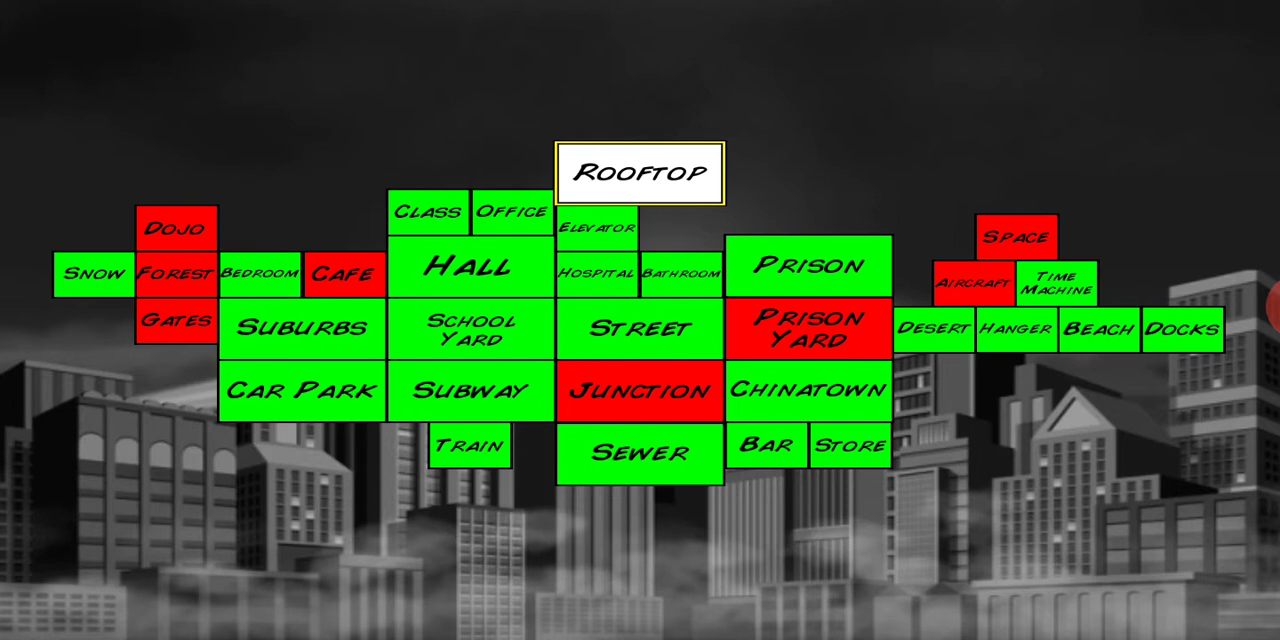 Rooftop
Class Office
Elevator
Dojo
Space
Hall
Prison
Snow Forest Bedroom Cafe
Hospital Bathroom
Aircraft Time
Machine
Gates
Suburbs
School
Yard
Street
Prison
Yard
Desert Hanger Beach Docks
Car Park
Subway
Junction
Chinatown
Train
Sewer
Bar Store